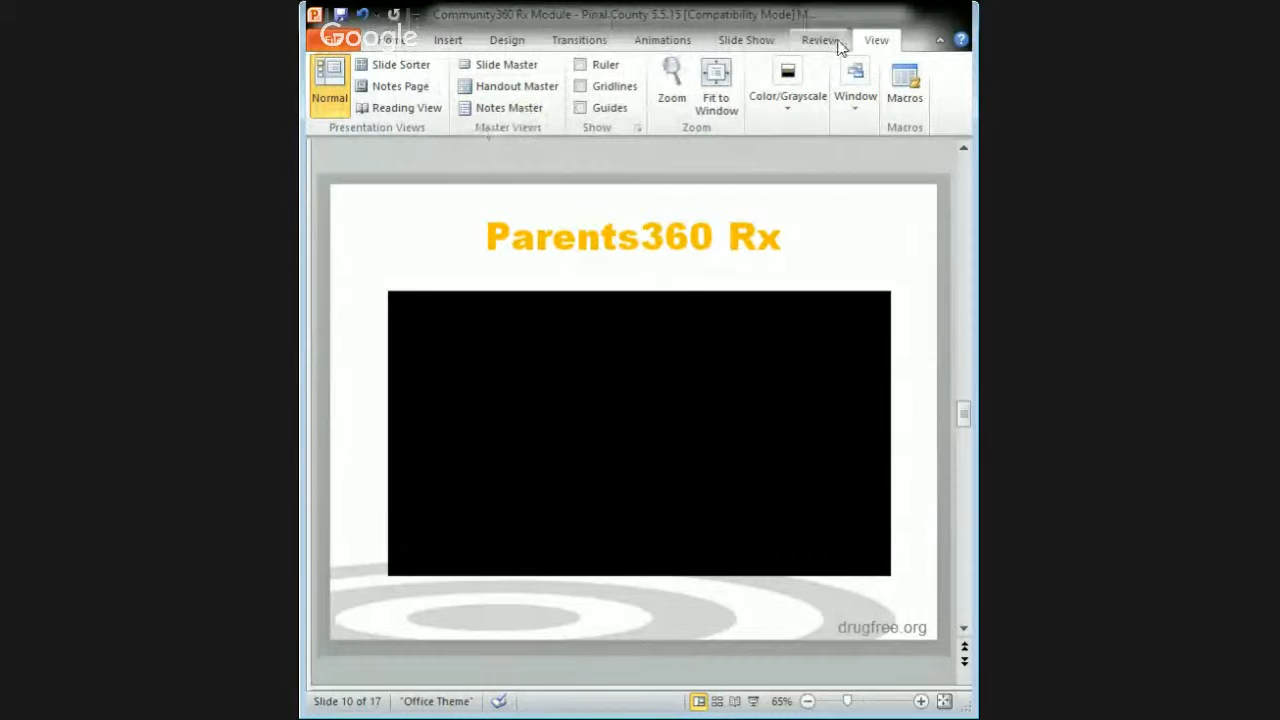 Community360 Rx Module - Pinal County 5.5.15 [Compatibility Mode] M...
Google
File Home Insert Design Transitions Animations Slide Show Review View
Normal
Slide Sorter
Notes Page
Reading View
Presentation Views
Slide Master
Handout Master
Notes Master
Master Views
Ruler
Gridlines
Guides
Show
Zoom
Fit to
Window
Zoom
Color/Grayscale
Window
Macros
Macros
Parents360 Rx
drugfree.org
Slide 10 of 17 "Office Theme" 65%